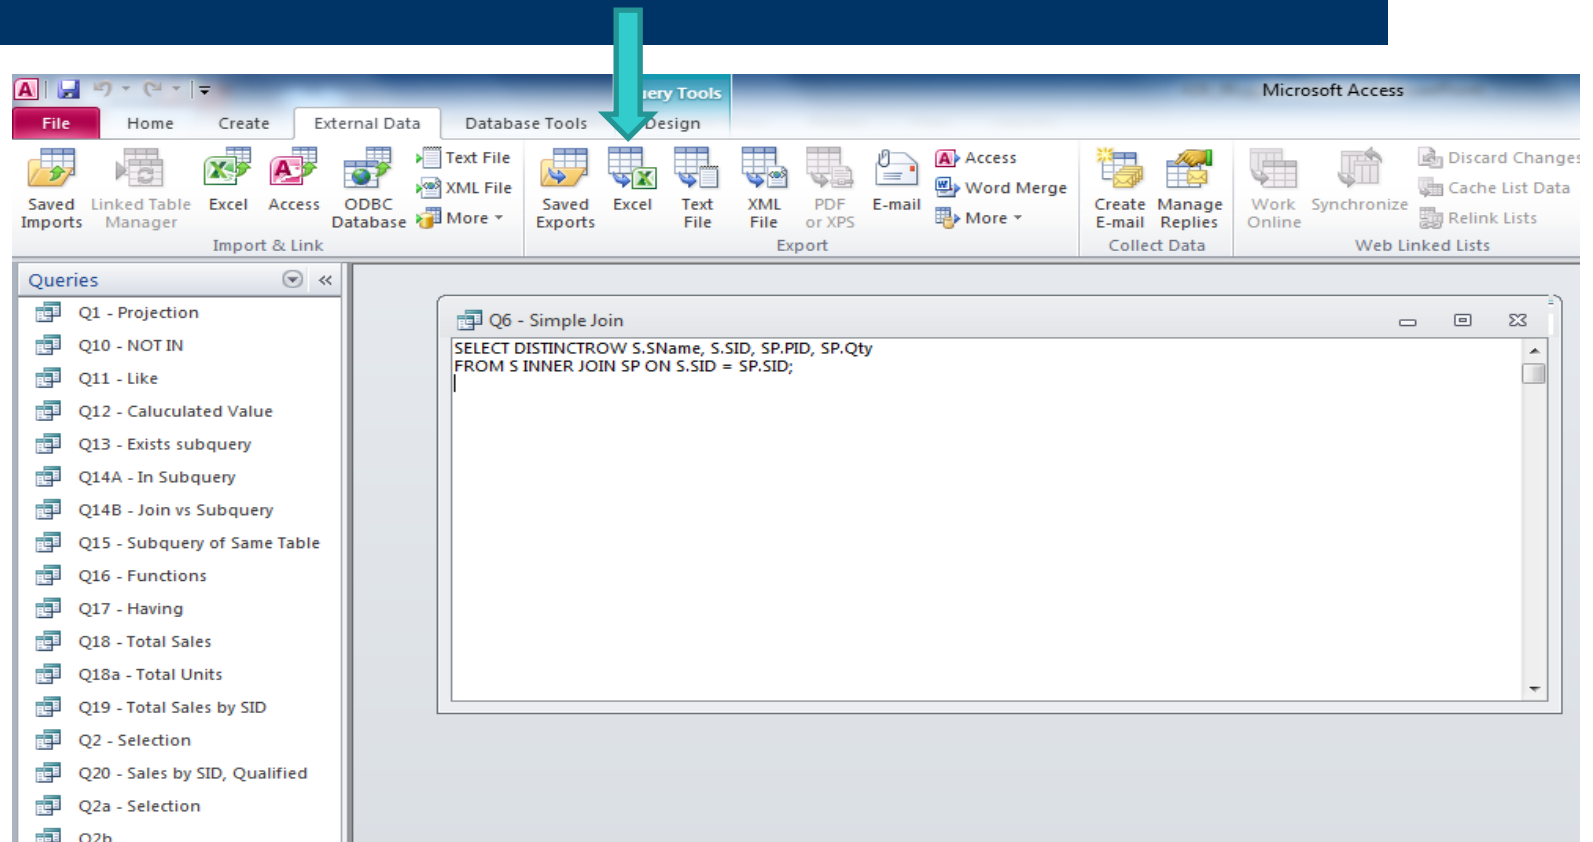 Query Tools
Microsoft Access
File
Home
Create
External Data
Database Tools
Design
Saved
Imports
Linked Table
Manager
Excel
Access
ODBC
Database
Text File
XML File
More
Import & Link
Saved
Exports
Excel
Text
File
XML
File
PDF
or XPS
E-mail
Access
Word Merge
More
Export
Create
E-mail
Manage
Replies
Collect Data
Work
Online
Synchronize
Discard Changes
Cache List Data
Relink Lists
Web Linked Lists
Queries
Q1 - Projection
Q10 - NOT IN
Q11 - Like
Q12 - Caluculated Value
Q13 - Exists subquery
Q14A - In Subquery
Q14B - Join vs Subquery
Q15 - Subquery of Same Table
Q16 - Functions
Q17 - Having
Q18 - Total Sales
Q18a - Total Units
Q19 - Total Sales by SID
Q2 - Selection
Q20 - Sales by SID, Qualified
Q2a - Selection
Q2b
Q6 - Simple Join
SELECT DISTINCTROW S.SName, S.SID, SP.PID, SP.Qty
FROM S INNER JOIN SP ON S.SID = SP.SID;